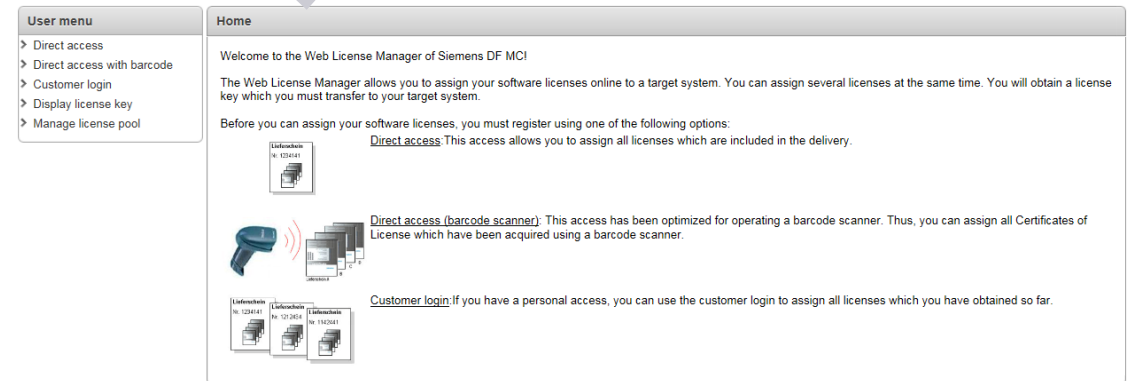 User menu
Direct access
Direct access with barcode
Customer login
Display license key
Manage license pool
Home
Welcome to the Web License Manager of Siemens DF MC!
The Web License Manager allows you to assign your software licenses online to a target system. You can assign several licenses at the same time. You will obtain a license
key which you must transfer to your target system.
Before you can assign your software licenses, you must register using one of the following options:
Lieferschein
Nr. 1234141
Direct access:This access allows you to assign all licenses which are included in the delivery.
Direct access (barcode scanner): This access has been optimized for operating a barcode scanner. Thus, you can assign all Certificates of
License which have been acquired using a barcode scanner.
B
C
Customer login:If you have a personal access, you can use the customer login to assign all licenses which you have obtained so far.
Lieferschein
Nr. 1234141
Lieferschein
Nr. 1212454
Lieferschein
Nr. 1142441